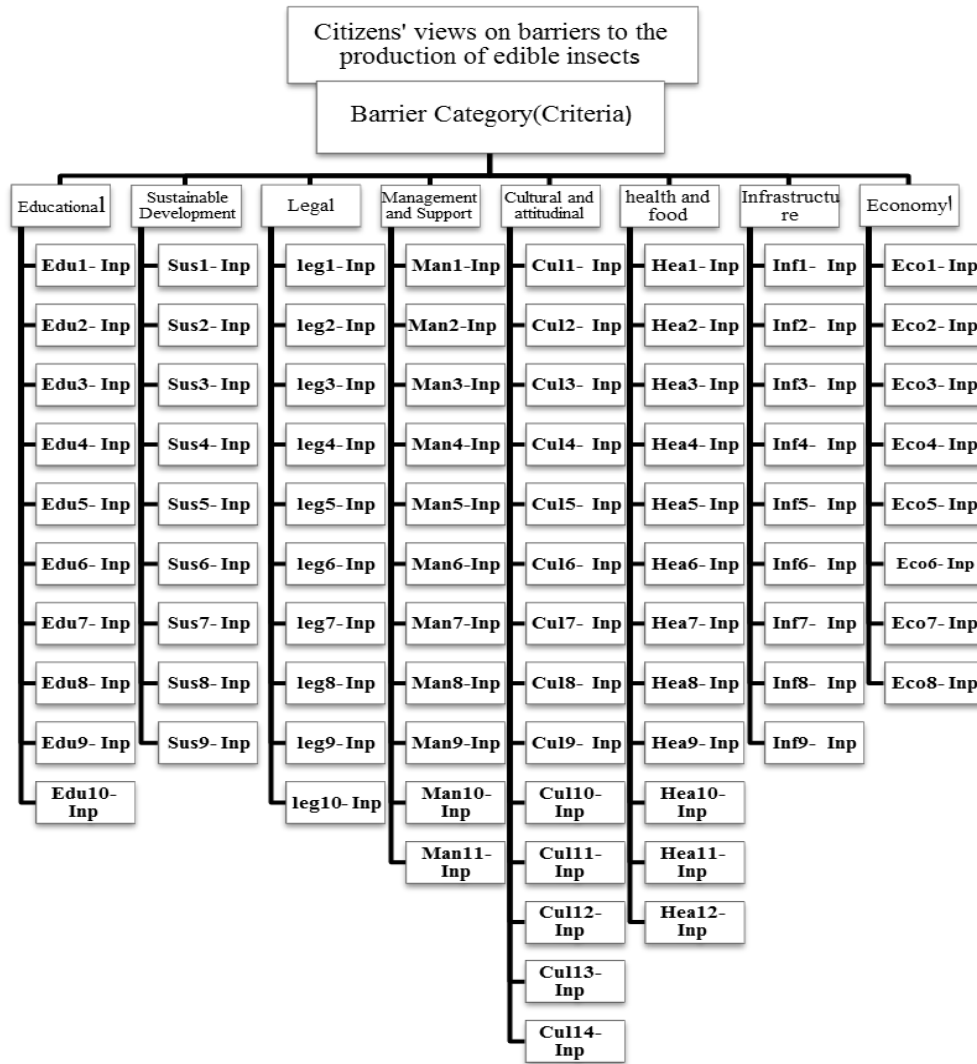 Citizens' views on barriers to the
production of edible insects
Barrier Category(Criteria)
Educational
Sustainable
Development
Legal
Management
and Support
Cultural and
attitudinal
health and
food
Infrastructu
re
Economy
Edu1- Inp
Edu2- Inp
Edu3- Inp
Edu4- Inp
Edu5- Inp
Edu6- Inp
Edu7- Inp
Edu8- Inp
Edu9- Inp
Edu10-
Inp
Sus1- Inp
Sus2- Inp
Sus3- Inp
Sus4- Inp
Sus5- Inp
Sus6- Inp
Sus7- Inp
Sus8- Inp
Sus9- Inp
leg1-Inp
leg2-Inp
leg3-Inp
leg4-Inp
leg5-Inp
leg6-Inp
leg7-Inp
leg8-Inp
leg9-Inp
leg10- Inp
Man1-Inp
Man2-Inp
Man3-Inp
Man4-Inp
Man5-Inp
Man6-Inp
Man7-Inp
Man8-Inp
Man9-Inp
Man10-
Inp
Man11-
Inp
Cul1- Inp
Cul2- Inp
Cul3- Inp
Cul4- Inp
Cul5- Inp
Cul6- Inp
Cul7- Inp
Cul8- Inp
Cul9- Inp
Cul10-
Inp
Cul11-
Inp
Cul12-
Inp
Cul13-
Inp
Cul14-
Inp
Hea1- Inp
Hea2- Inp
Hea3- Inp
Hea4- Inp
Hea5- Inp
Hea6- Inp
Hea7- Inp
Hea8- Inp
Hea9- Inp
Hea10-
Inp
Hea11-
Inp
Hea12-
Inp
Inf1- Inp
Inf2- Inp
Inf3- Inp
Inf4- Inp
Inf5- Inp
Inf6- Inp
Inf7- Inp
Inf8- Inp
Inf9- Inp
Eco1- Inp
Eco2- Inp
Eco3- Inp
Eco4- Inp
Eco5- Inp
Eco6- Inp
Eco7- Inp
Eco8- Inp